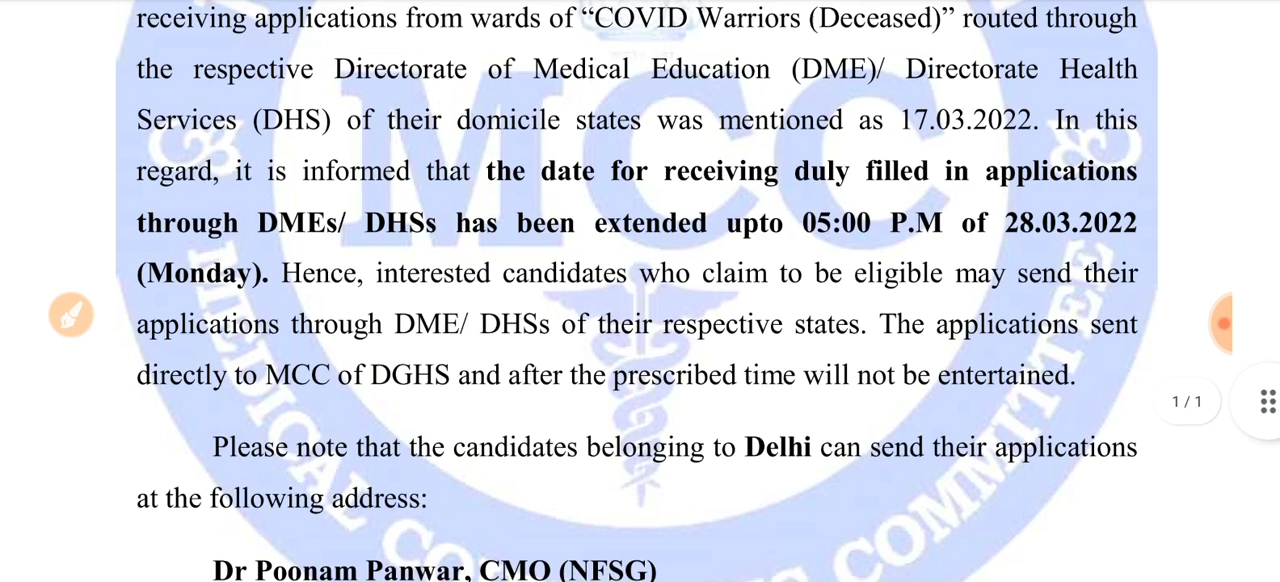 receiving applications from wards of “COVID Warriors (Deceased)” routed through
the respective Directorate of Medical Education (DME)/ Directorate Health
Services (DHS) of their domicile states was mentioned as 17.03.2022. In this
regard, it is informed that the date for receiving duly filled in applications
through DMEs/ DHSs has been extended upto 05:00 P.M of 28.03.2022
(Monday). Hence, interested candidates who claim to be eligible may send their
applications through DME/ DHSs of their respective states. The applications sent
directly to MCC of DGHS and after the prescribed time will not be entertained.
1 / 1
Please note that the candidates belonging to Delhi can send their applications
at the following address:
Dr Poonam Panwar, CMO (NFSG)
MCC
MEDICAL CO
COMMITTEE